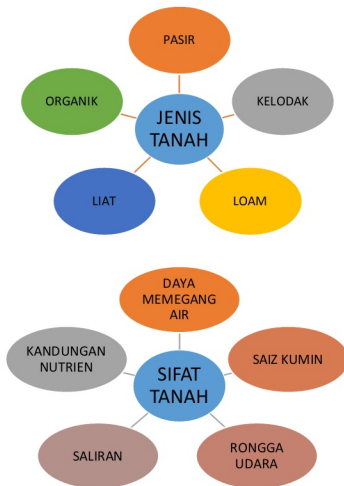 PASIR
ORGANIK
KELODAK
JENIS
TANAH
LIAT
LOAM
DAYA
MEMEGANG
AIR
KANDUNGAN
NUTRIEN
SAIZ KUMIN
SIFAT
TANAH
SALIRAN
RONGGA
UDARA